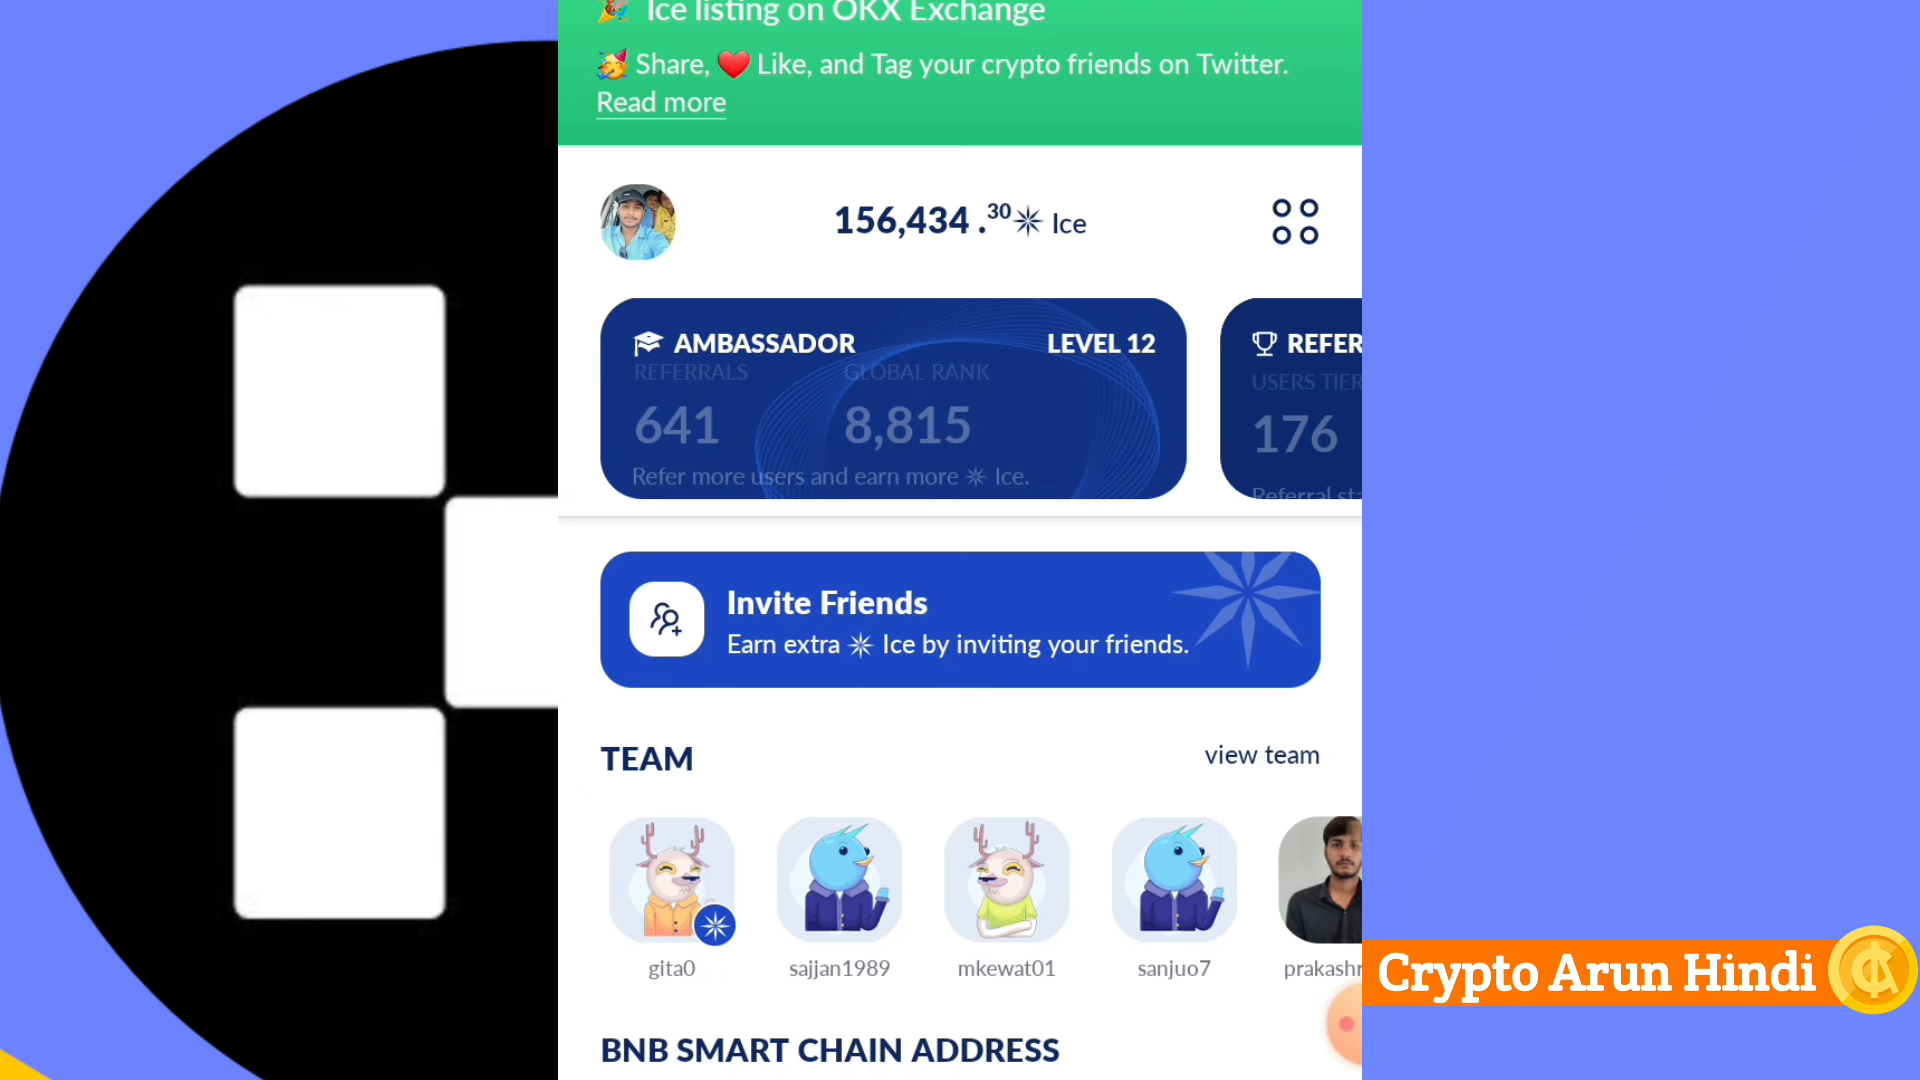 Ice listing on OKX Exchange
Share, Like, and Tag your crypto friends on Twitter.
Read more
156,434.30 Ice
AMBASSADOR LEVEL 12
REFERRALS GLOBAL RANK
641 8,815
Refer more users and earn more Ice.
REFER
USERS TIER
176
Referral sta
Invite Friends
Earn extra Ice by inviting your friends.
TEAM view team
gita0 sajjan1989 mkewat01 sanjuo7 prakashr
BNB SMART CHAIN ADDRESS
Crypto Arun Hindi